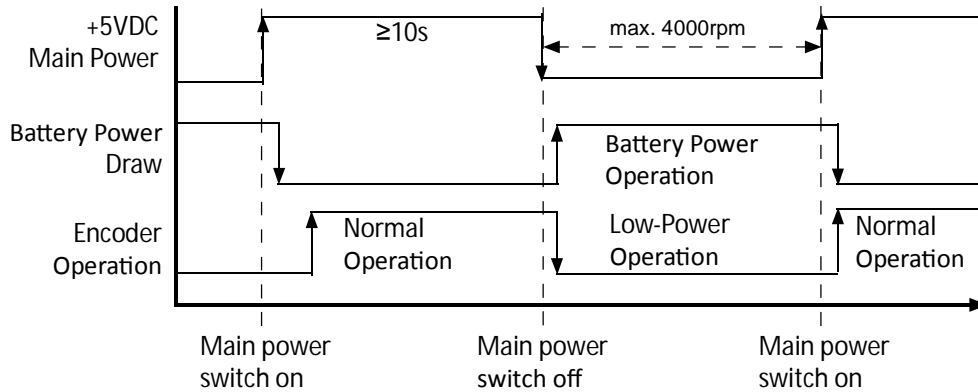 +5VDC
Main Power
≥10s
max. 4000rpm
Battery Power
Draw
Battery Power
Operation
Encoder
Operation
Normal
Operation
Low-Power
Operation
Normal
Operation
Main power
switch on
Main power
switch off
Main power
switch on